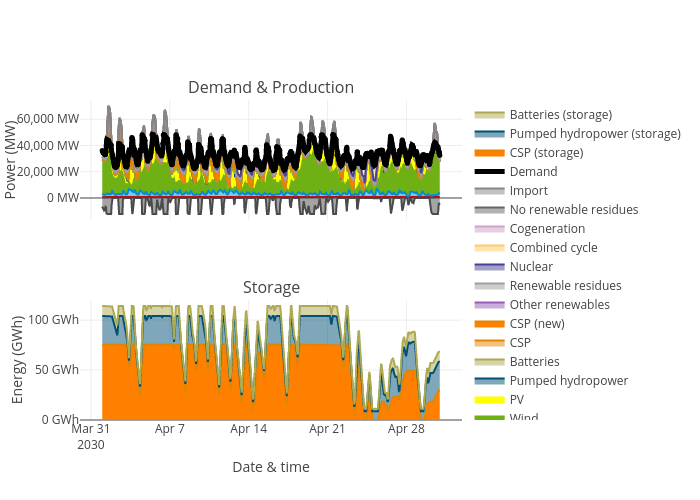 Demand & Production
Power (MW)
60,000 MW
40,000 MW
20,000 MW
0 MW
Storage
Energy (GWh)
100 GWh
50 GWh
0 GWh
Mar 31
2030
Apr 7
Apr 14
Apr 21
Apr 28
Date & time
Batteries (storage)
Pumped hydropower (storage)
CSP (storage)
Demand
Import
No renewable residues
Cogeneration
Combined cycle
Nuclear
Renewable residues
Other renewables
CSP (new)
CSP
Batteries
Pumped hydropower
PV
Wind